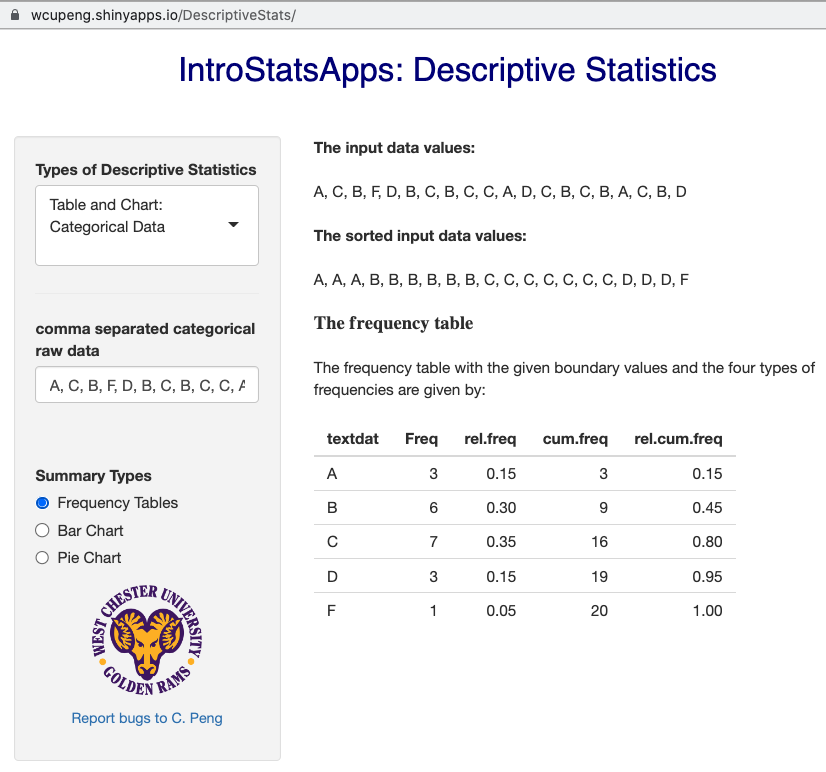 wcupeng.shinyapps.io/DescriptiveStats/
IntroStatsApps: Descriptive Statistics
Types of Descriptive Statistics
Table and Chart:
Categorical Data
comma separated categorical
raw data
A, C, B, F, D, B, C, B, C, C, A
Summary Types
Frequency Tables
Bar Chart
Pie Chart
WEST CHESTER UNIVERSITY
GOLDEN RAMS
Report bugs to C. Peng
The input data values:
A, C, B, F, D, B, C, B, C, C, A, D, C, B, C, B, A, C, B, D
The sorted input data values:
A, A, A, B, B, B, B, B, B, C, C, C, C, C, C, C, D, D, D, F
The frequency table
The frequency table with the given boundary values and the four types of
frequencies are given by:
textdat Freq rel.freq cum.freq rel.cum.freq
A 3 0.15 3 0.15
B 6 0.30 9 0.45
C 7 0.35 16 0.80
D 3 0.15 19 0.95
F 1 0.05 20 1.00